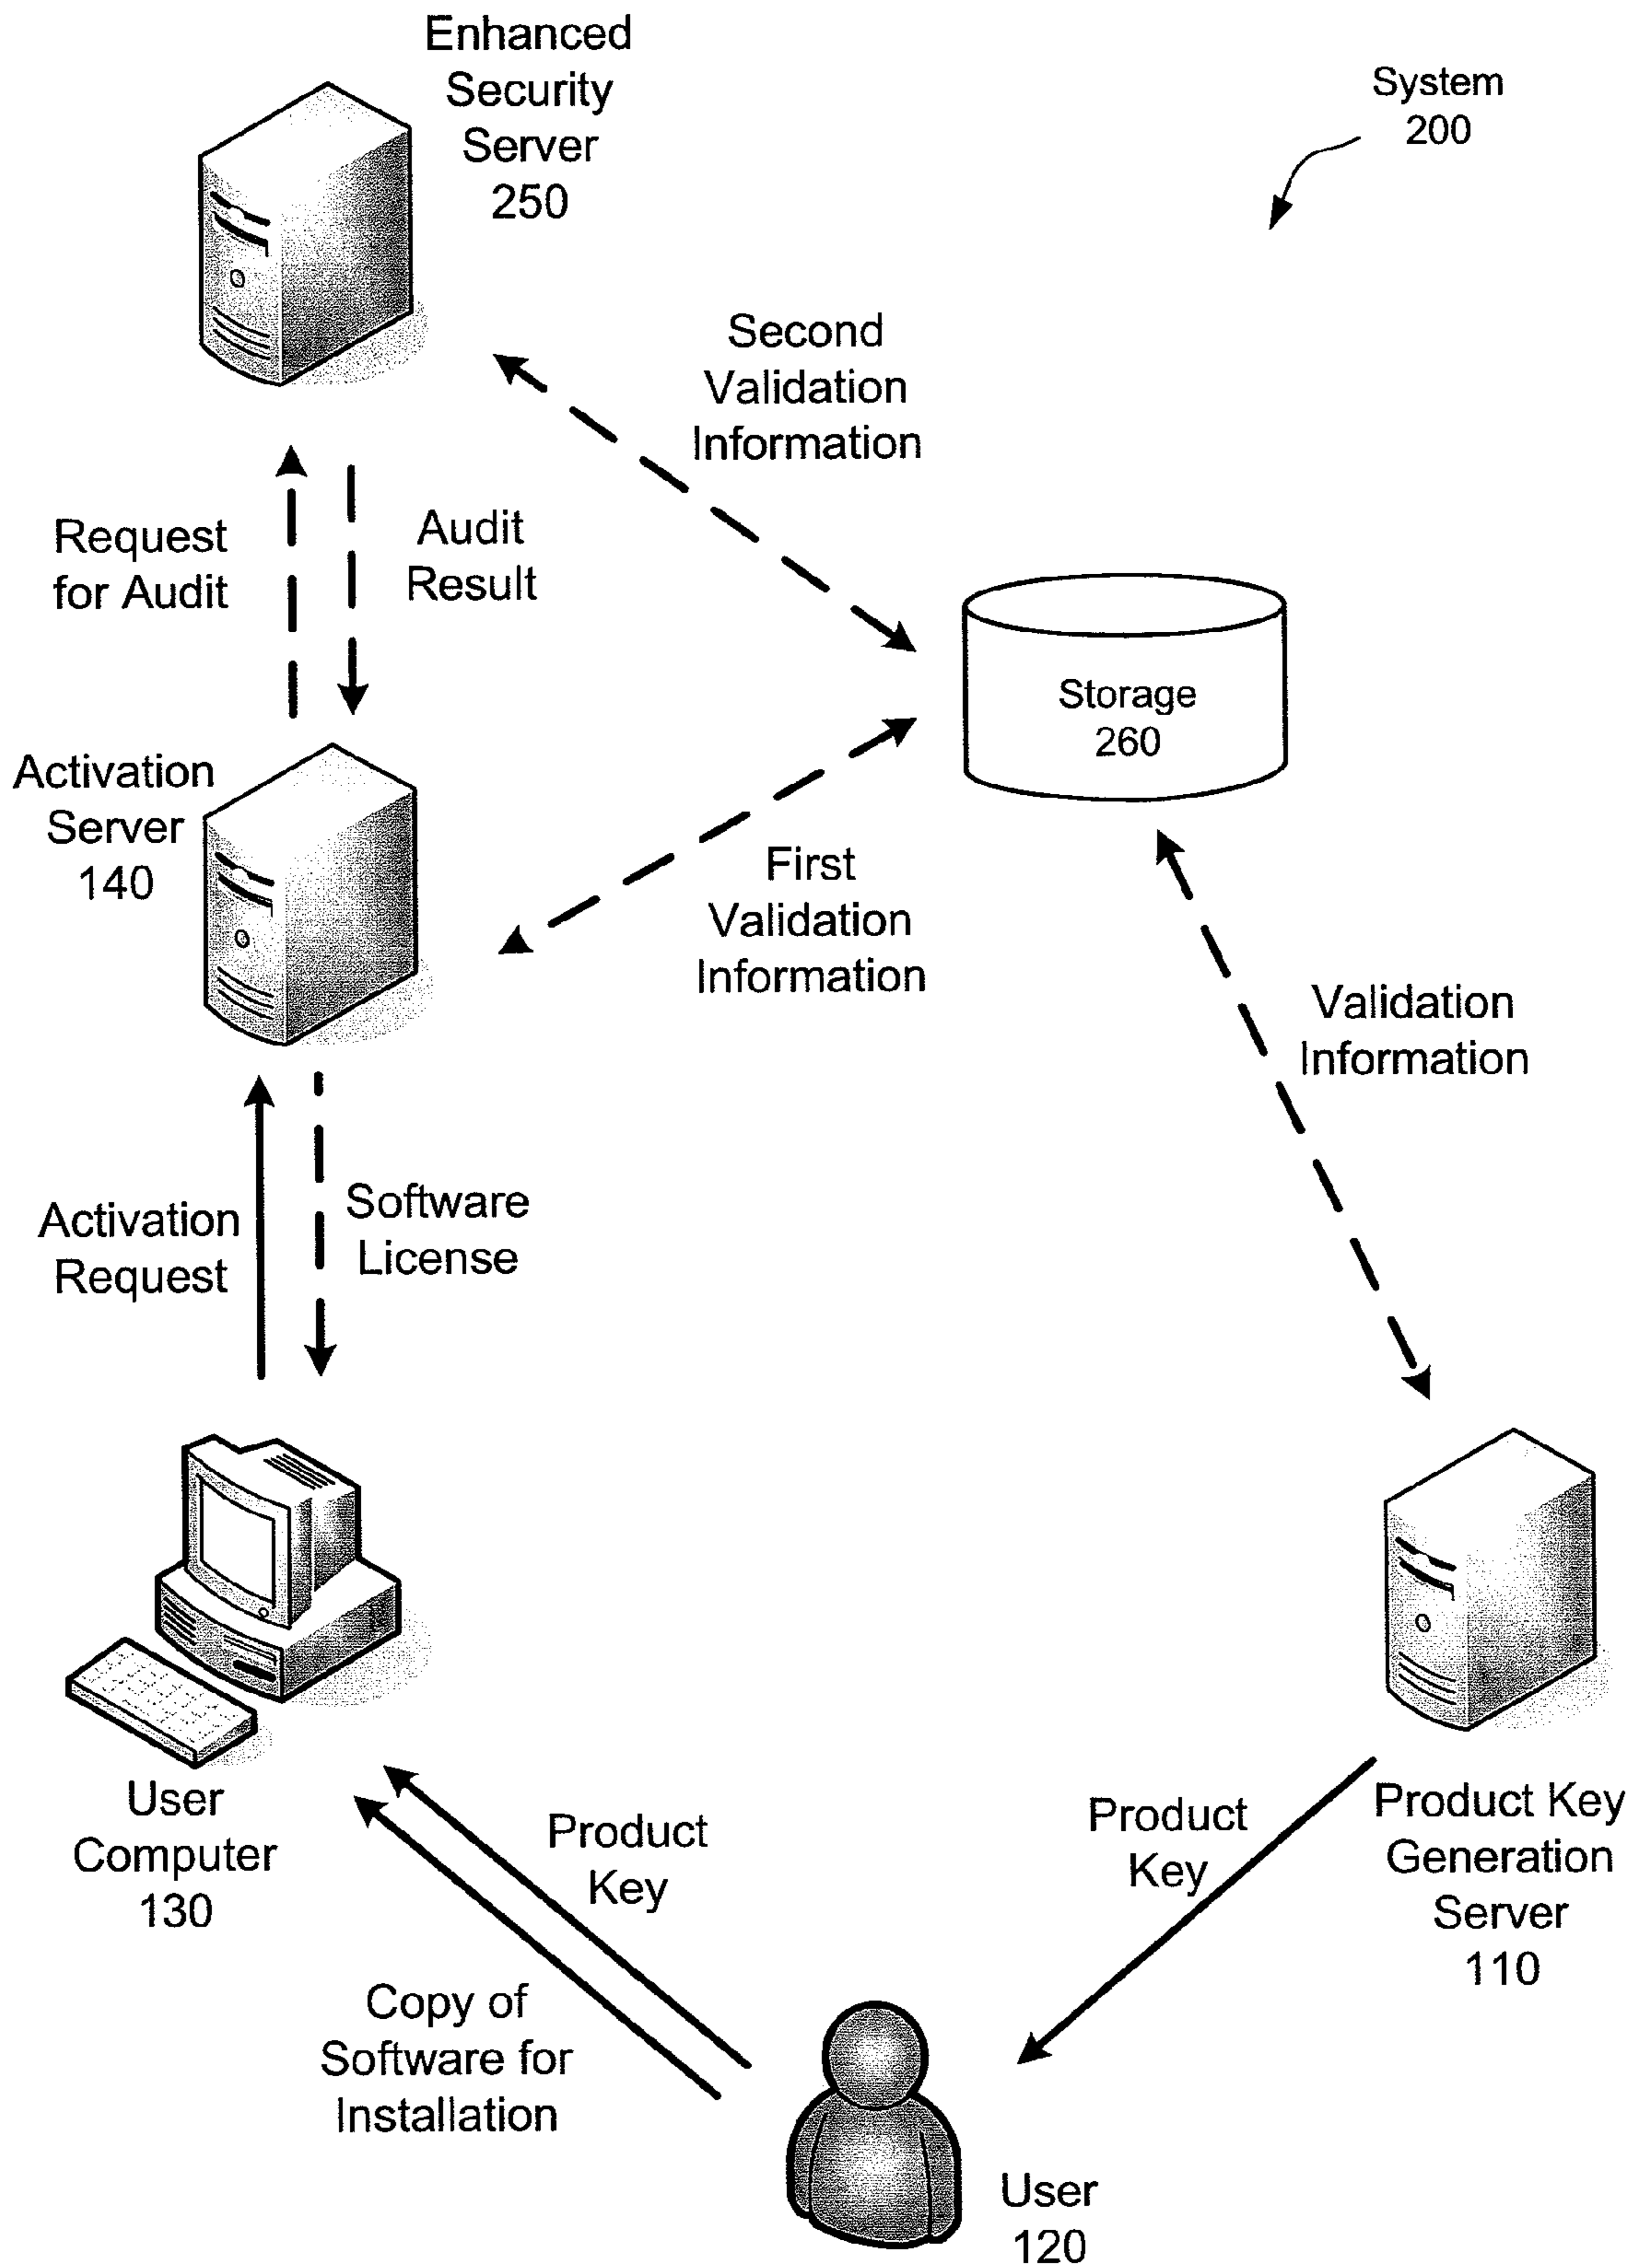 Enhanced
Security
Server
250
System
200
Second
Validation
Information
Request
for Audit
Audit
Result
Storage
260
Activation
Server
140
First
Validation
Information
Validation
Information
Activation
Request
Software
License
User
Computer
130
Product
Key
Product
Key
Product Key
Generation
Server
110
Copy of
Software for
Installation
User
120